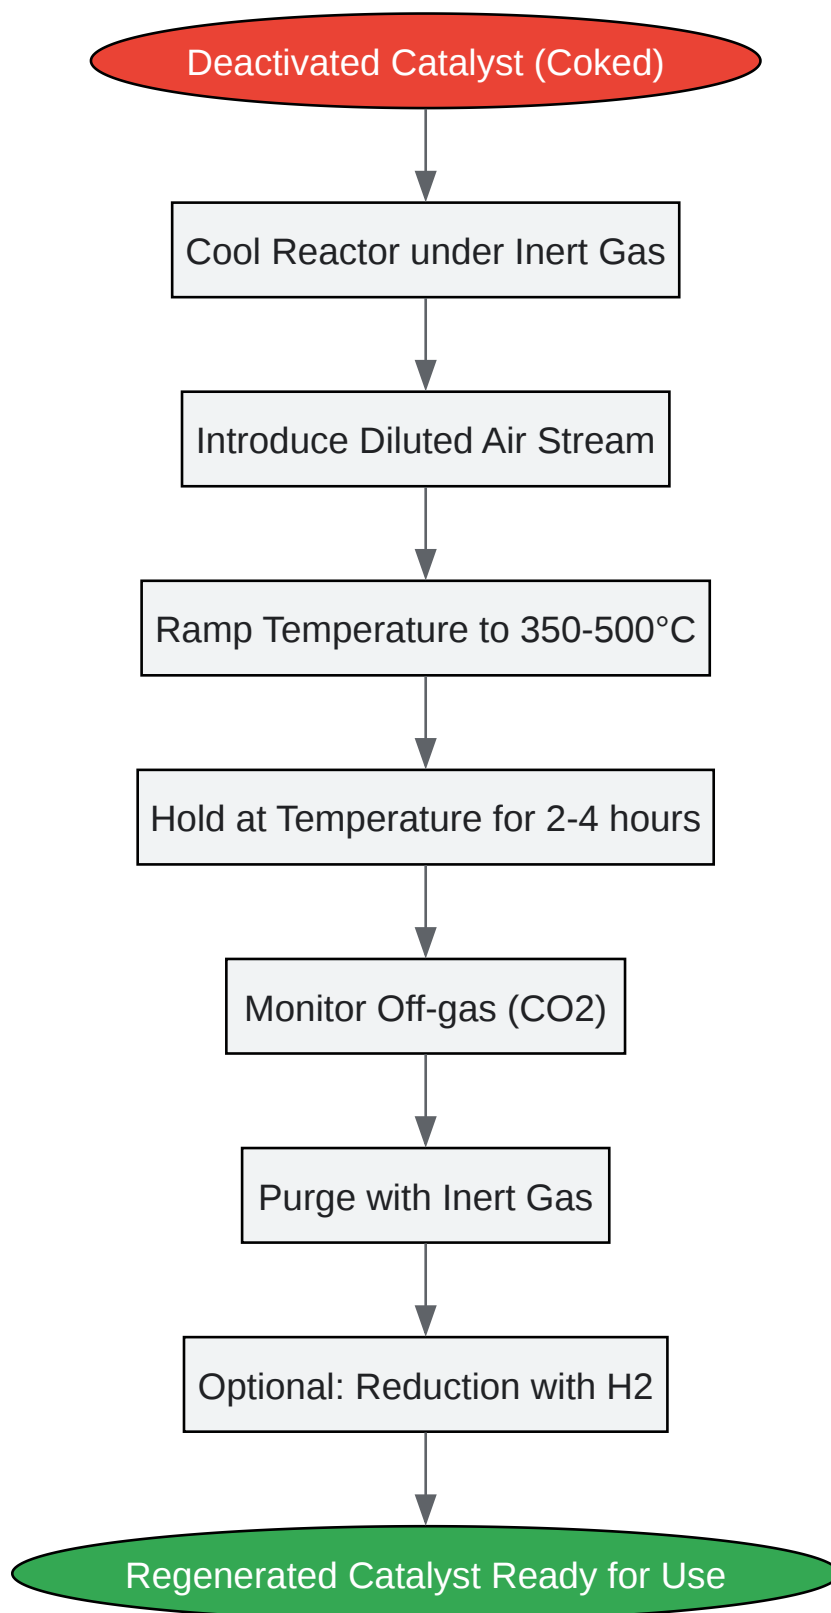 Deactivated Catalyst (Coked)
Cool Reactor under Inert Gas
Introduce Diluted Air Stream
Ramp Temperature to 350-500°C
Hold at Temperature for 2-4 hours
Monitor Off-gas (CO2)
Purge with Inert Gas
Optional: Reduction with H2
Regenerated Catalyst Ready for Use